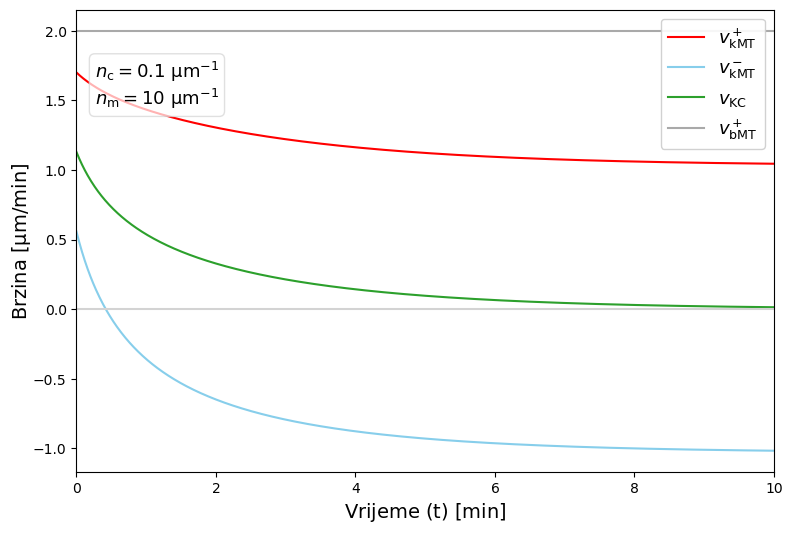 2.0
1.5
1.0
0.5
0.0
−0.5
−1.0
Brzina [μm/min]
n_c = 0.1 μm⁻¹
n_m = 10 μm⁻¹
v⁺_kMT
v⁻_kMT
v_KC
v⁺_bMT
0 2 4 6 8 10
Vrijeme (t) [min]